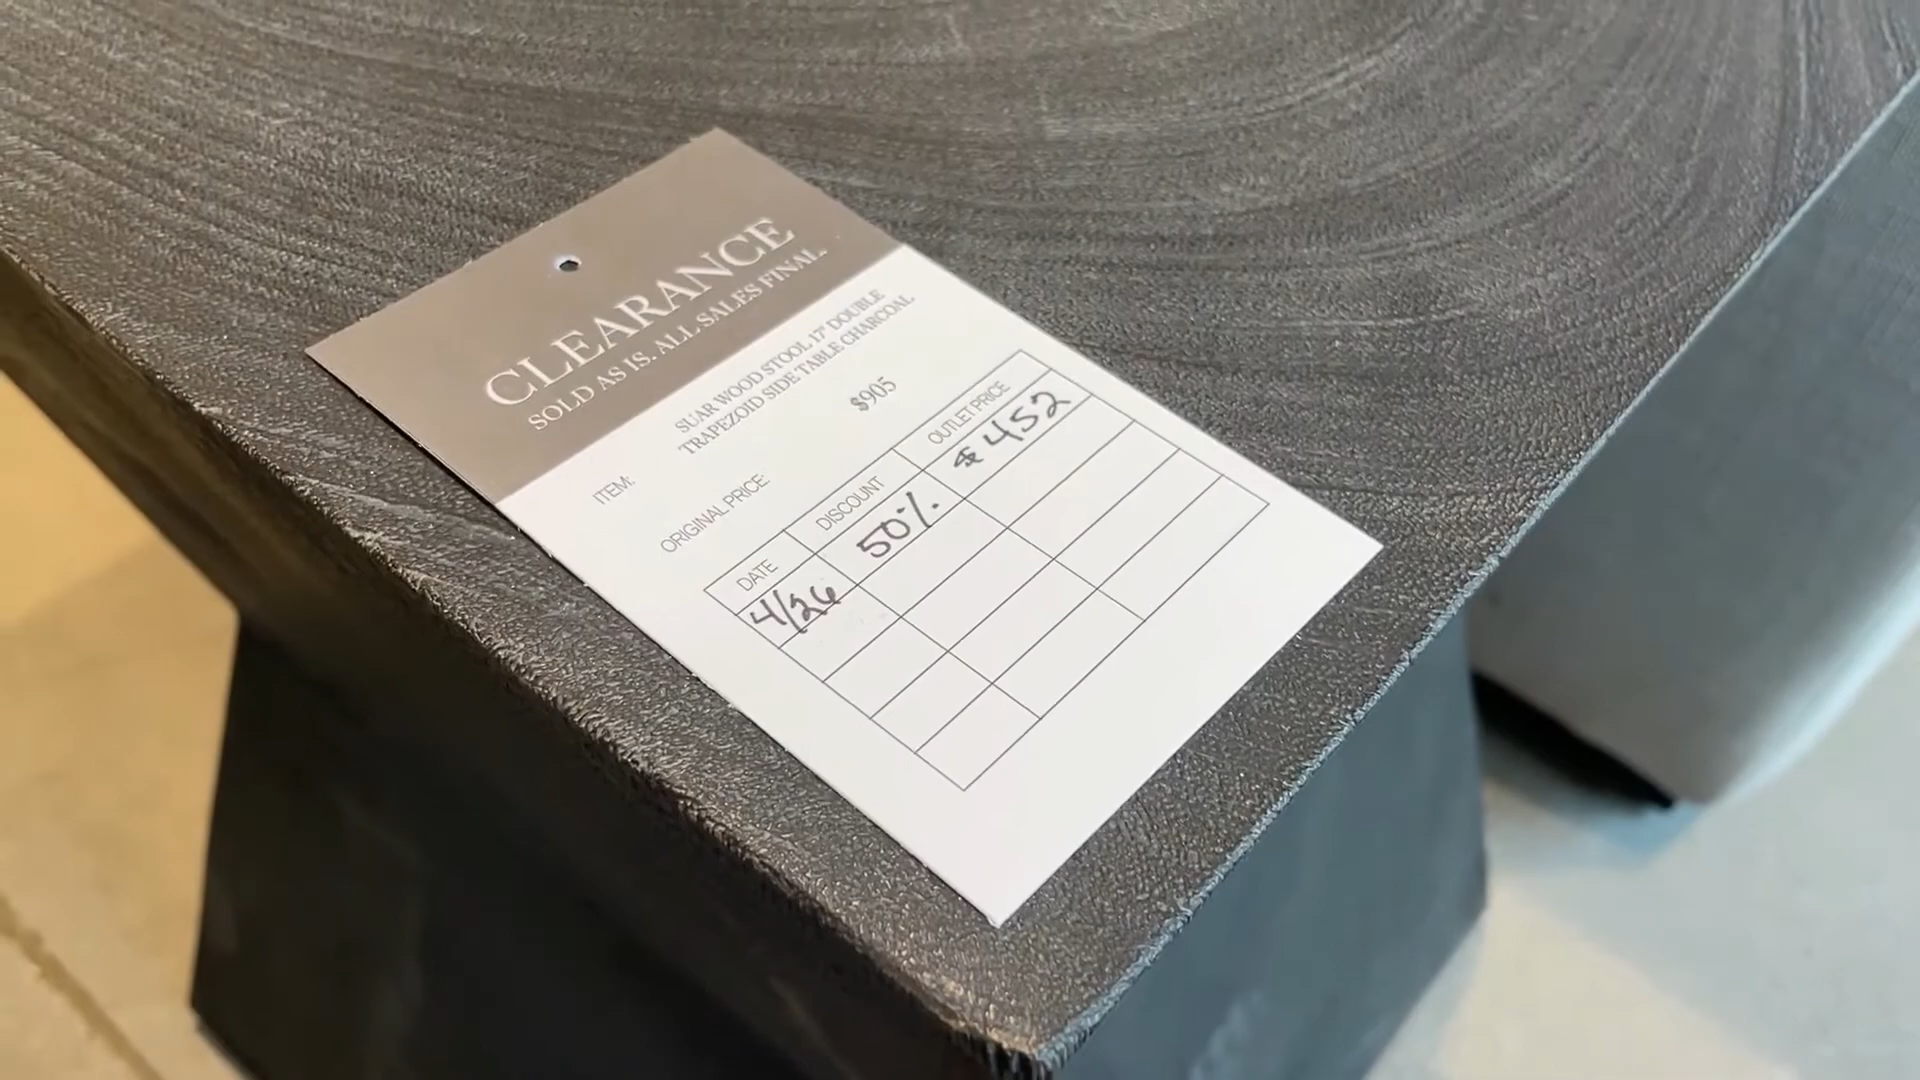 CLEARANCE
SOLD AS IS. ALL SALES FINAL.
ITEM: SUAR WOOD STOOL 17" DOUBLE
TRAPEZOID SIDE TABLE CHARCOAL
ORIGINAL PRICE: $905
DATE DISCOUNT OUTLET PRICE
4/26 50% $452